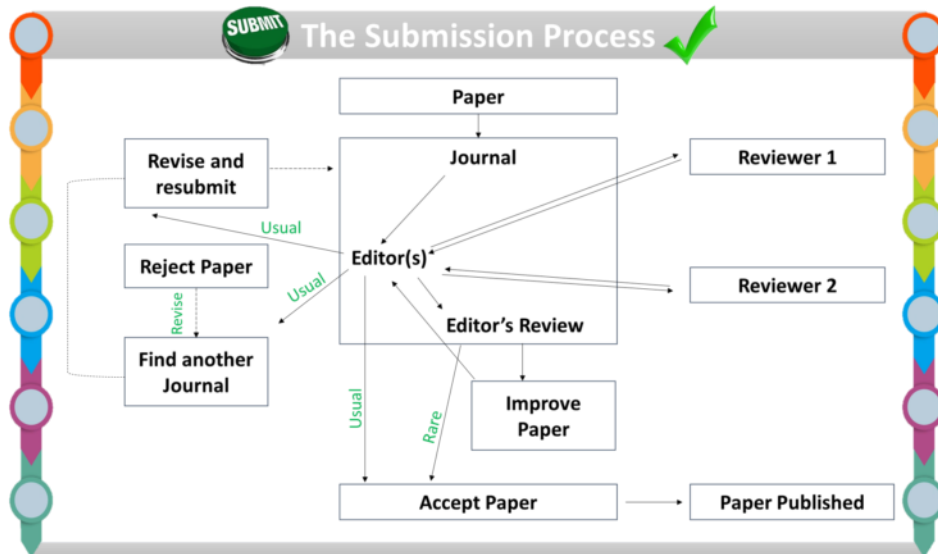 SUBMIT
The Submission Process
Paper
Journal
Revise and
resubmit
Reviewer 1
Usual
Editor(s)
Reject Paper
Usual
Reviewer 2
Revise
Editor's Review
Find another
Journal
Improve
Paper
Usual
Rare
Accept Paper
Paper Published